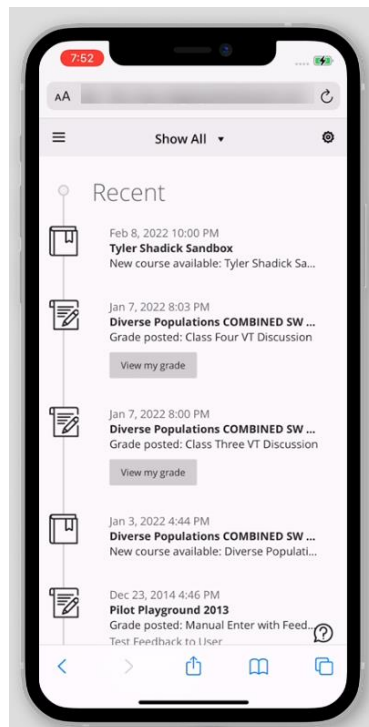 7:52
AA
Show All
Recent
Feb 8, 2022 10:00 PM
Tyler Shadick Sandbox
New course available: Tyler Shadick Sa...
Jan 7, 2022 8:03 PM
Diverse Populations COMBINED SW ...
Grade posted: Class Four VT Discussion
View my grade
Jan 7, 2022 8:00 PM
Diverse Populations COMBINED SW ...
Grade posted: Class Three VT Discussion
View my grade
Jan 3, 2022 4:44 PM
Diverse Populations COMBINED SW ...
New course available: Diverse Populati...
Dec 23, 2014 4:46 PM
Pilot Playground 2013
Grade posted: Manual Enter with Feed...
Test Feedback to User